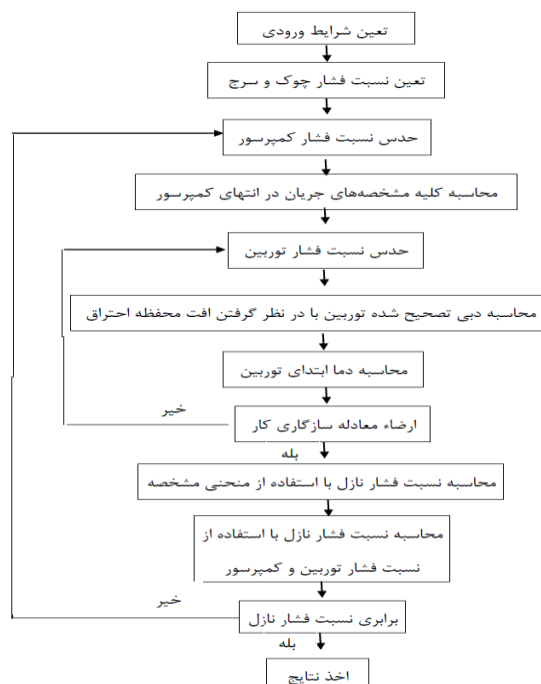 تعین شرایط ورودی
تعین نسبت فشار چوک و سرج
حدس نسبت فشار کمپرسور
محاسبه کلیه مشخصه‌های جریان در انتهای کمپرسور
حدس نسبت فشار توربین
محاسبه دبی تصحیح شده توربین با در نظر گرفتن افت محفظه احتراق
محاسبه دما ابتدای توربین
خیر
ارضاء معادله سازگاری کار
بله
محاسبه نسبت فشار نازل با استفاده از منحنی مشخصه
محاسبه نسبت فشار نازل با استفاده از
نسبت فشار توربین و کمپرسور
خیر
برابری نسبت فشار نازل
بله
اخذ نتایج